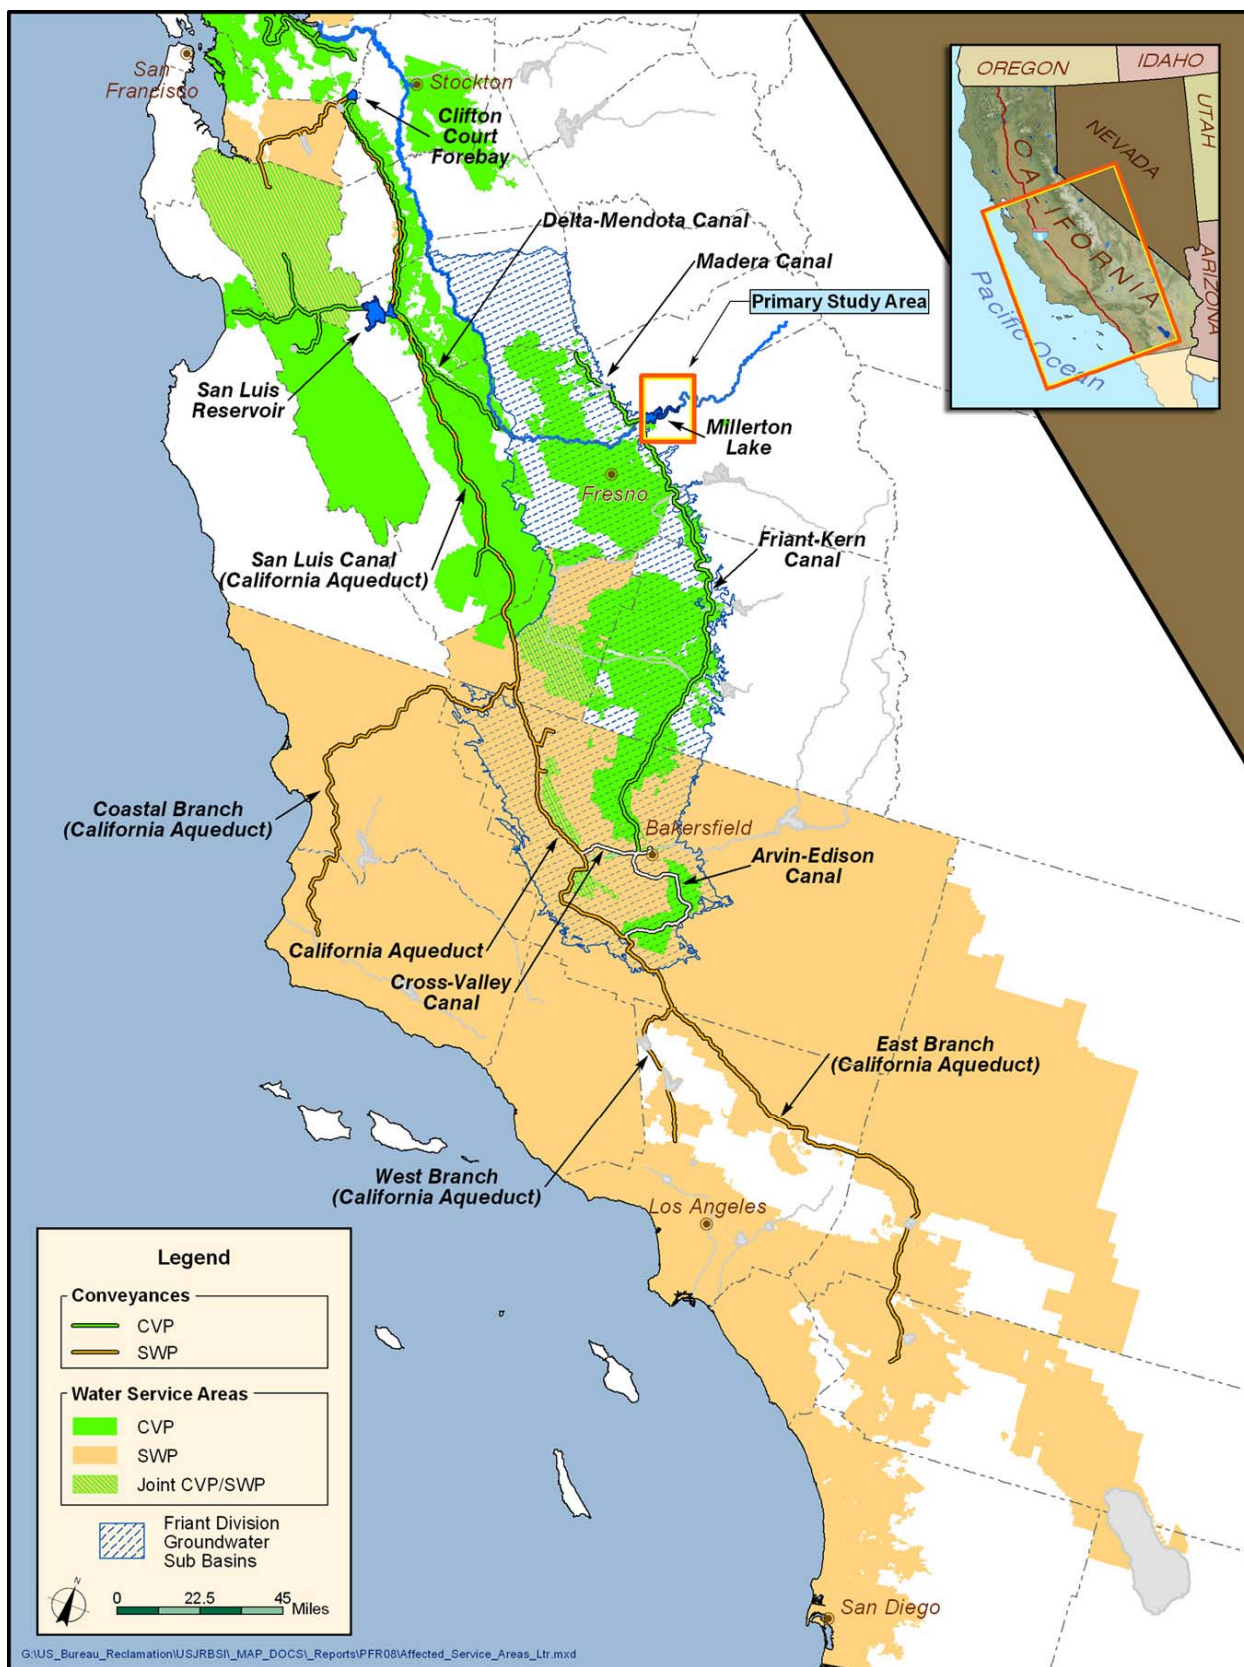 San
Francisco
Stockton
Clifton
Court
Forebay
OREGON
IDAHO
UTAH
NEVADA
CALIFORNIA
ARIZONA
Pacific Ocean
Delta-Mendota Canal
Madera Canal
Primary Study Area
San Luis
Reservoir
Millerton
Lake
Fresno
San Luis Canal
(California Aqueduct)
Friant-Kern
Canal
Coastal Branch
(California Aqueduct)
Bakersfield
Arvin-Edison
Canal
California Aqueduct
Cross-Valley
Canal
East Branch
(California Aqueduct)
West Branch
(California Aqueduct)
Los Angeles
San Diego
Legend
Conveyances
CVP
SWP
Water Service Areas
CVP
SWP
Joint CVP/SWP
Friant Division
Groundwater
Sub Basins
N
0 22.5 45
Miles
G:\US_Bureau_Reclamation\USJRBSI\_MAP_DOCS\_Reports\PFR08\Affected_Service_Areas_Ltr.mxd